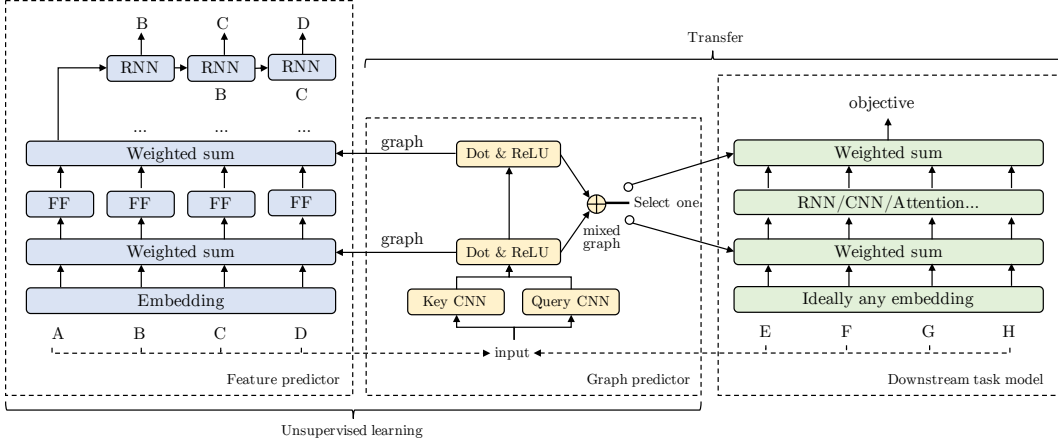 B
C
D
RNN
RNN
RNN
B
C
...
...
...
Weighted sum
FF
FF
FF
FF
Weighted sum
Embedding
A
B
C
D
Feature predictor
Unsupervised learning
Transfer
graph
Dot & ReLU
graph
Dot & ReLU
mixed
graph
Select one
Key CNN
Query CNN
input
Graph predictor
objective
Weighted sum
RNN/CNN/Attention...
Weighted sum
Ideally any embedding
E
F
G
H
Downstream task model